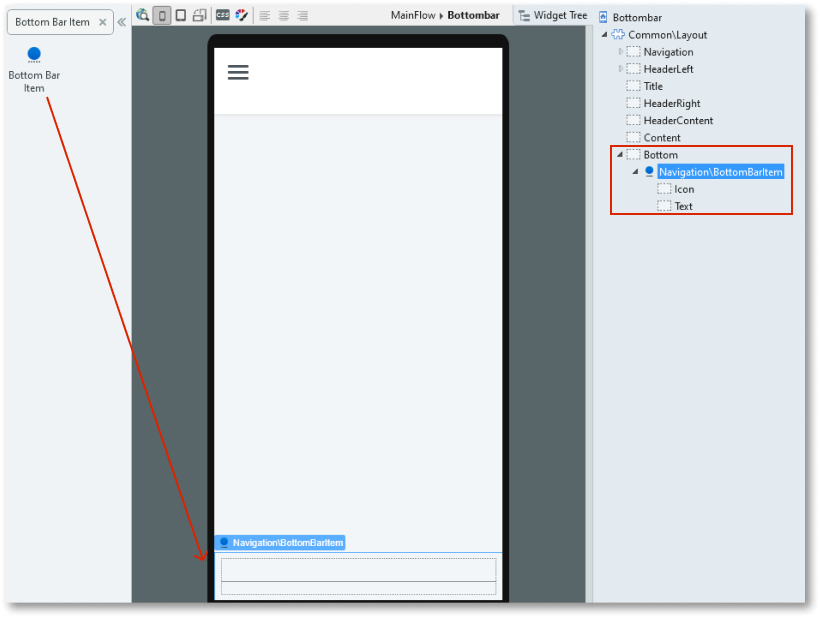 Bottom Bar Item
Bottom Bar
Item
CSS
MainFlow Bottombar
Widget Tree
Navigation\BottomBarItem
Bottombar
Common\Layout
Navigation
HeaderLeft
Title
HeaderRight
HeaderContent
Content
Bottom
Navigation\BottomBarItem
Icon
Text